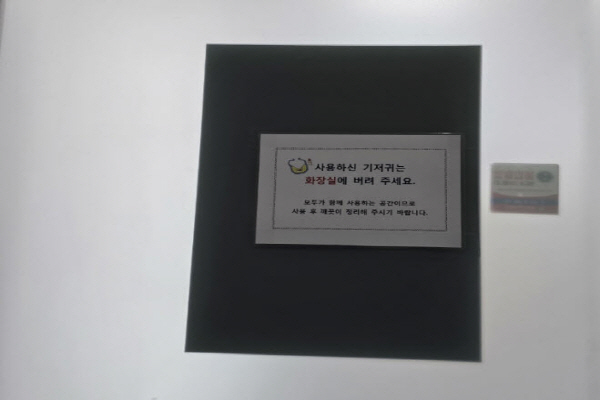 사용하신 기저귀는
화장실에 버려 주세요.
모두가 함께 사용하는 공간이므로
사용 후 깨끗이 정리해 주시기 바랍니다.